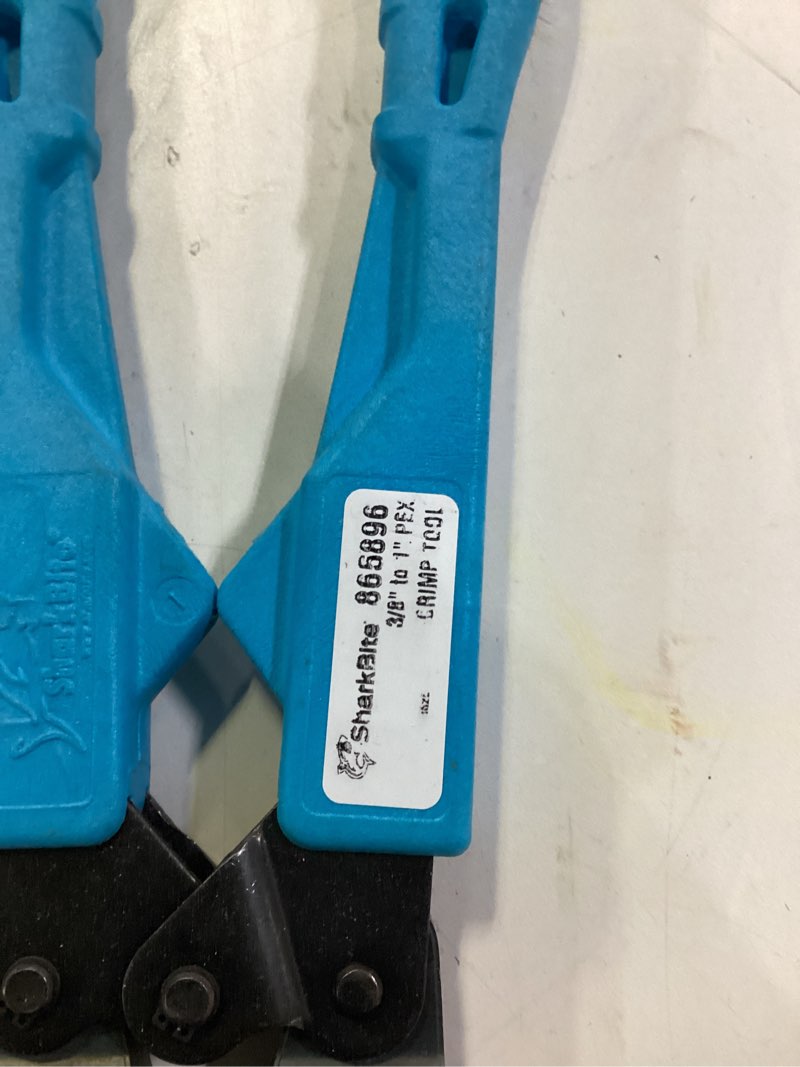 SharkBite 865896
3/8" to 1" PEX
CRIMP TOOL
SharkBite